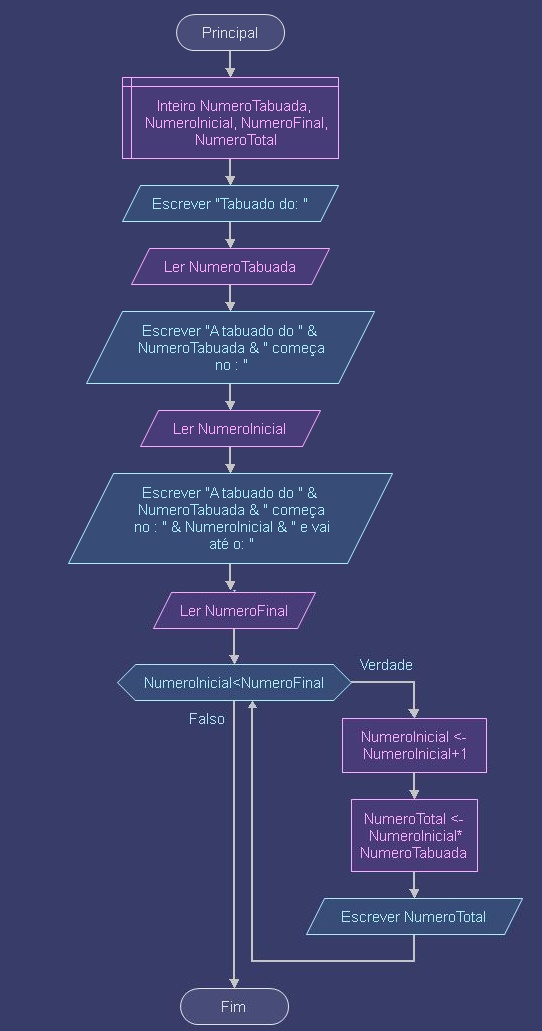 Principal
Inteiro NumeroTabuada,
NumeroInicial, NumeroFinal,
NumeroTotal
Escrever "Tabuado do: "
Ler NumeroTabuada
Escrever "A tabuado do " &
NumeroTabuada & " começa
no : "
Ler NumeroInicial
Escrever "A tabuado do " &
NumeroTabuada & " começa
no : " & NumeroInicial & " e vai
até o: "
Ler NumeroFinal
NumeroInicial<NumeroFinal
Verdade
Falso
NumeroInicial <-
NumeroInicial+1
NumeroTotal <-
NumeroInicial*
NumeroTabuada
Escrever NumeroTotal
Fim